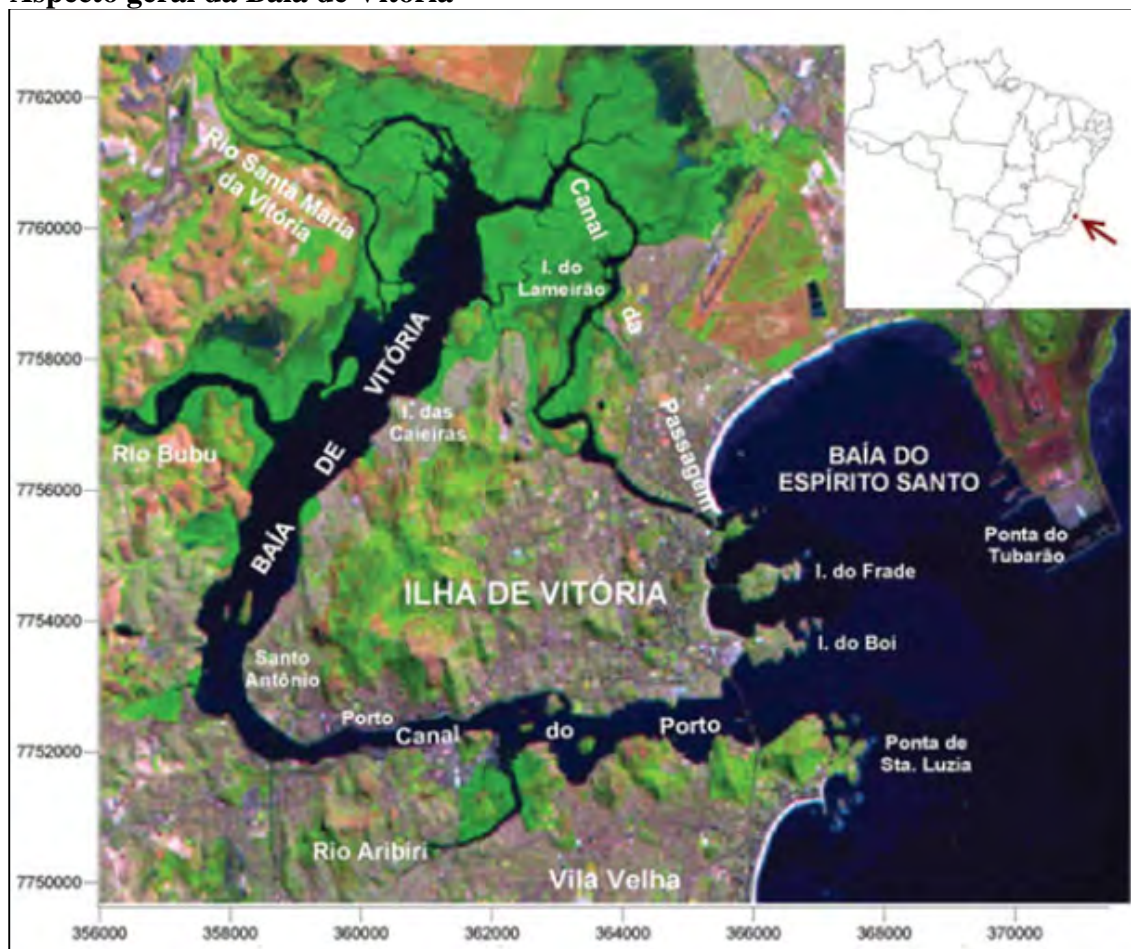 Aspecto geral da Baía de Vitória
7762000
7760000
7758000
7756000
7754000
7752000
7750000
Rio Santa Maria
da Vitória
Canal
da
Passagem
I. do
Lameirão
BAÍA DE VITÓRIA
I. das
Caieiras
Rio Bubu
BAÍA DO
ESPÍRITO SANTO
Ponta do
Tubarão
I. do Frade
ILHA DE VITÓRIA
I. do Boi
Santo
Antônio
Porto
Canal do Porto
Ponta de
Sta. Luzia
Rio Aribiri
Vila Velha
356000 358000 360000 362000 364000 366000 368000 370000